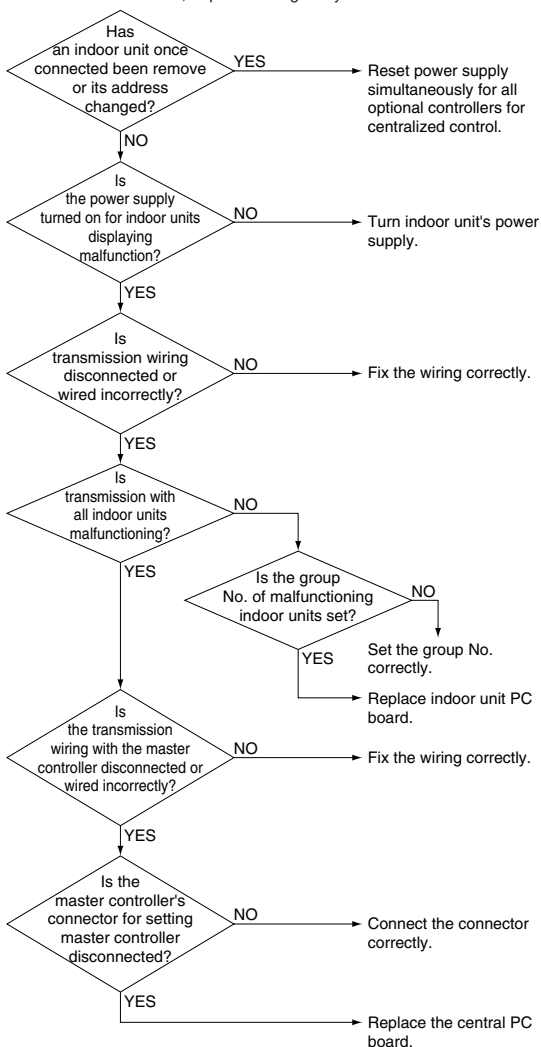 Has
an indoor unit once
connected been remove
or its address
changed?
YES
Reset power supply
simultaneously for all
optional controllers for
centralized control.
NO
Is
the power supply
turned on for indoor units
displaying
malfunction?
NO
Turn indoor unit's power
supply.
YES
Is
transmission wiring
disconnected or
wired incorrectly?
NO
Fix the wiring correctly.
YES
Is
transmission with
all indoor units
malfunctioning?
NO
YES
Is the group
No. of malfunctioning
indoor units set?
NO
Set the group No.
correctly.
YES
Replace indoor unit PC
board.
Is
the transmission
wiring with the master
controller disconnected or
wired incorrectly?
NO
Fix the wiring correctly.
YES
Is the
master controller's
connector for setting
master controller
disconnected?
NO
Connect the connector
correctly.
YES
Replace the central PC
board.